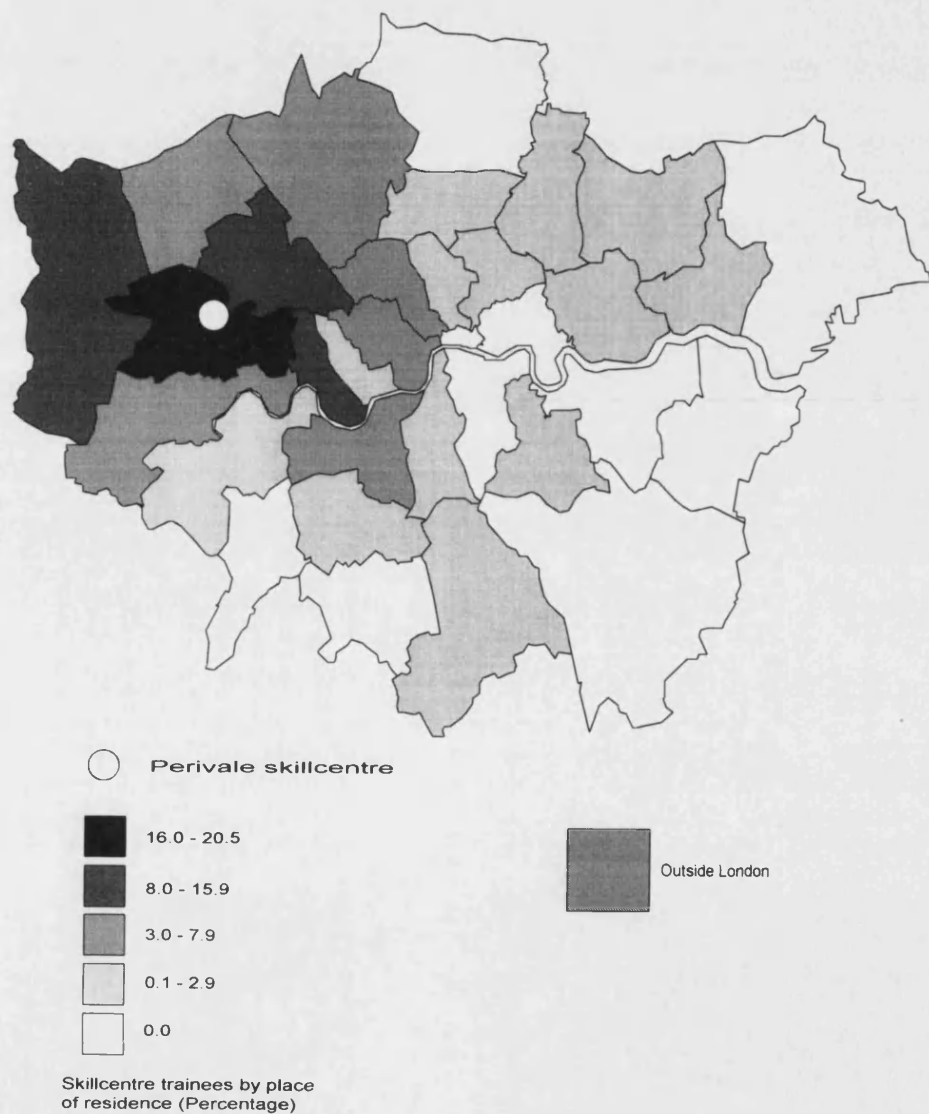 Perivale skillcentre
16.0 - 20.5
8.0 - 15.9
3.0 - 7.9
0.1 - 2.9
0.0
Outside London
Skillcentre trainees by place
of residence (Percentage)